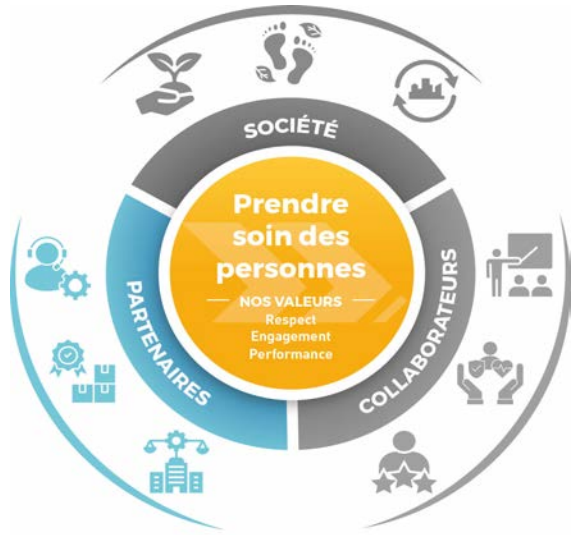 SOCIÉTÉ
Prendre
soin des
personnes
NOS VALEURS
Respect
Engagement
Performance
PARTENAIRES
COLLABORATEURS